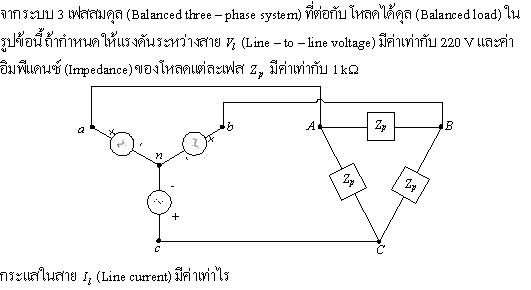 จากระบบ 3 เฟสสมดุล (Balanced three – phase system) ที่ต่อกับโหลดได้ดุล (Balanced load) ใน
รูปข้อนี้ ถ้ากำหนดให้แรงดันระหว่างสาย Vl (Line – to – line voltage) มีค่าเท่ากับ 220 V และค่า
อิมพีแดนซ์ (Impedance) ของโหลดแต่ละเฟส Zp มีค่าเท่ากับ 1 kΩ
a
b
n
-
+
c
A
Zp
B
Zp
Zp
C
กระแสในสาย Il (Line current) มีค่าเท่าไร